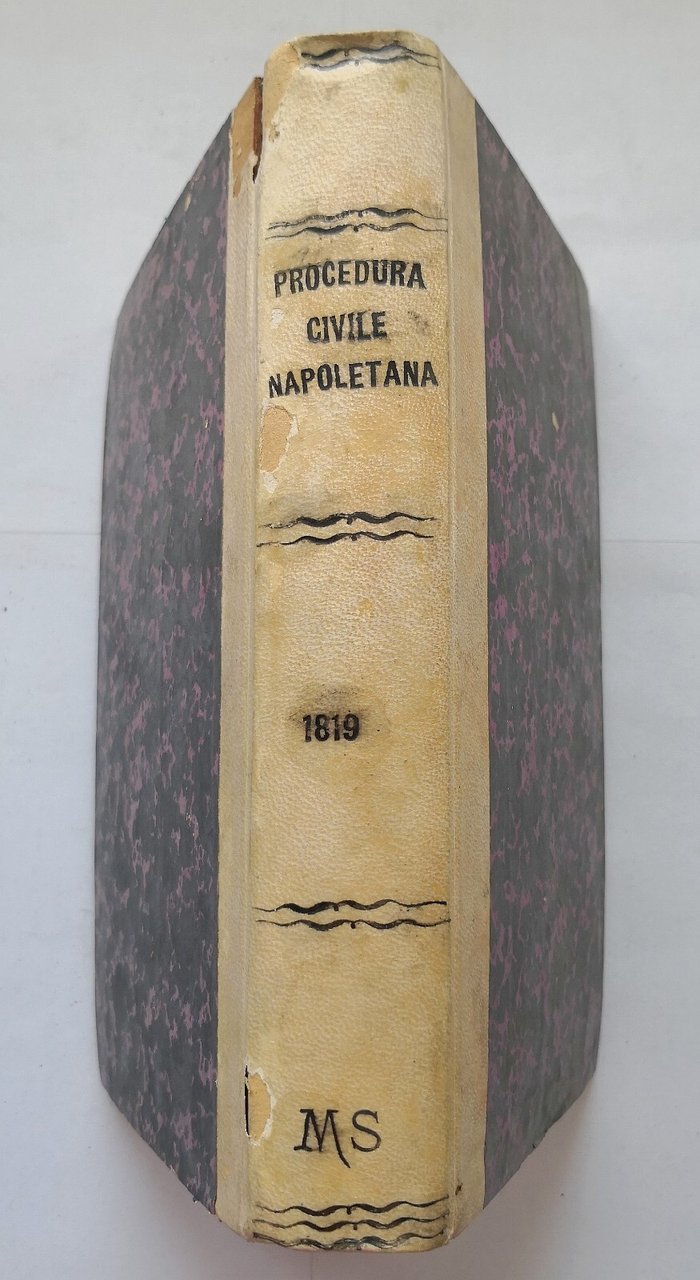 PROCEDURA
CIVILE
NAPOLETANA
1819
MS